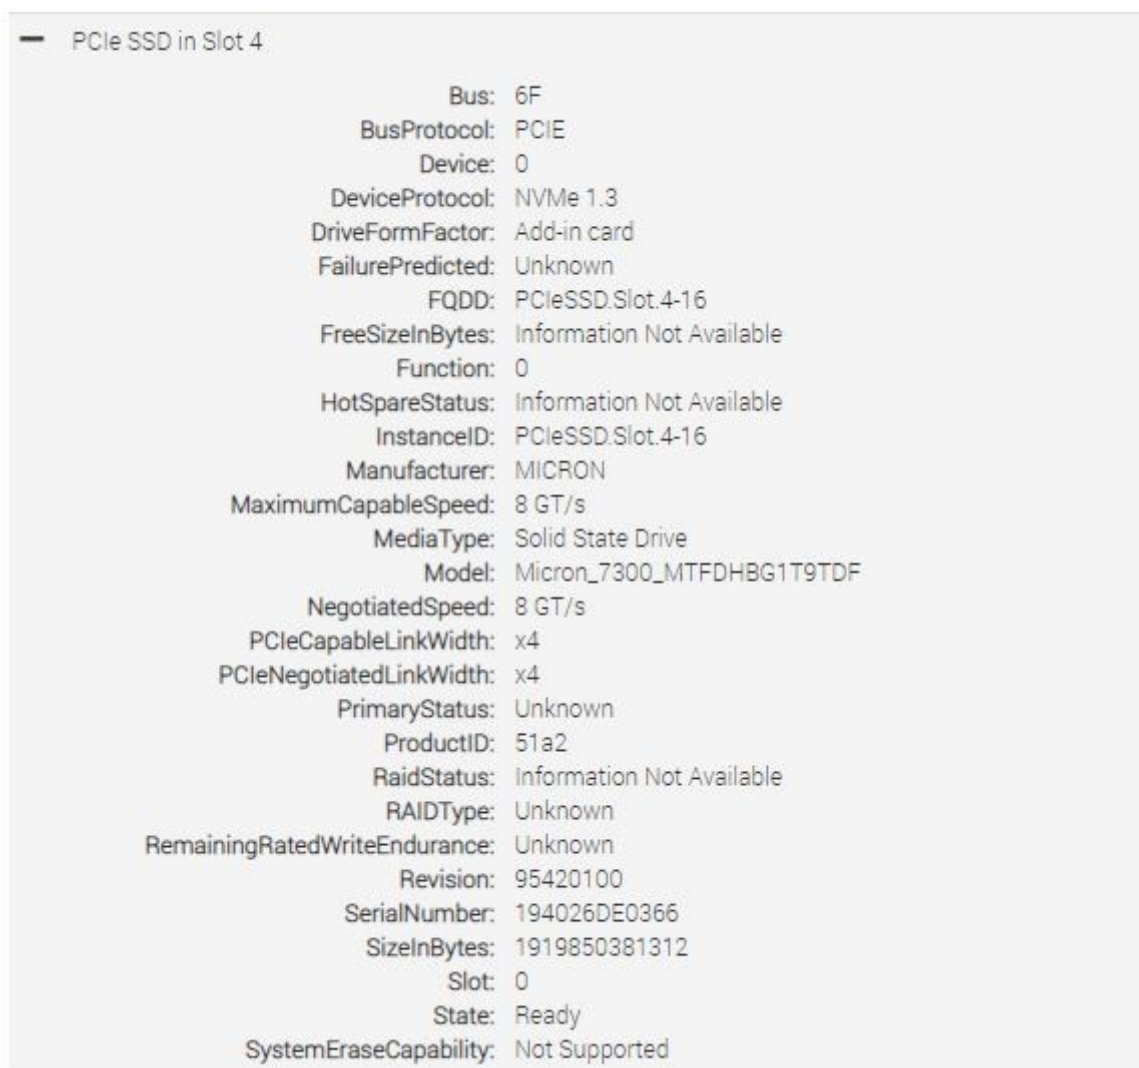 PCIe SSD in Slot 4
Bus: 6F
BusProtocol: PCIE
Device: 0
DeviceProtocol: NVMe 1.3
DriveFormFactor: Add-in card
FailurePredicted: Unknown
FQDD: PCIeSSD.Slot.4-16
FreeSizeInBytes: Information Not Available
Function: 0
HotSpareStatus: Information Not Available
InstanceID: PCIeSSD.Slot.4-16
Manufacturer: MICRON
MaximumCapableSpeed: 8 GT/s
MediaType: Solid State Drive
Model: Micron_7300_MTFDHBG1T9TDF
NegotiatedSpeed: 8 GT/s
PCIeCapableLinkWidth: x4
PCIeNegotiatedLinkWidth: x4
PrimaryStatus: Unknown
ProductID: 51a2
RaidStatus: Information Not Available
RAIDType: Unknown
RemainingRatedWriteEndurance: Unknown
Revision: 95420100
SerialNumber: 194026DE0366
SizeInBytes: 1919850381312
Slot: 0
State: Ready
SystemEraseCapability: Not Supported